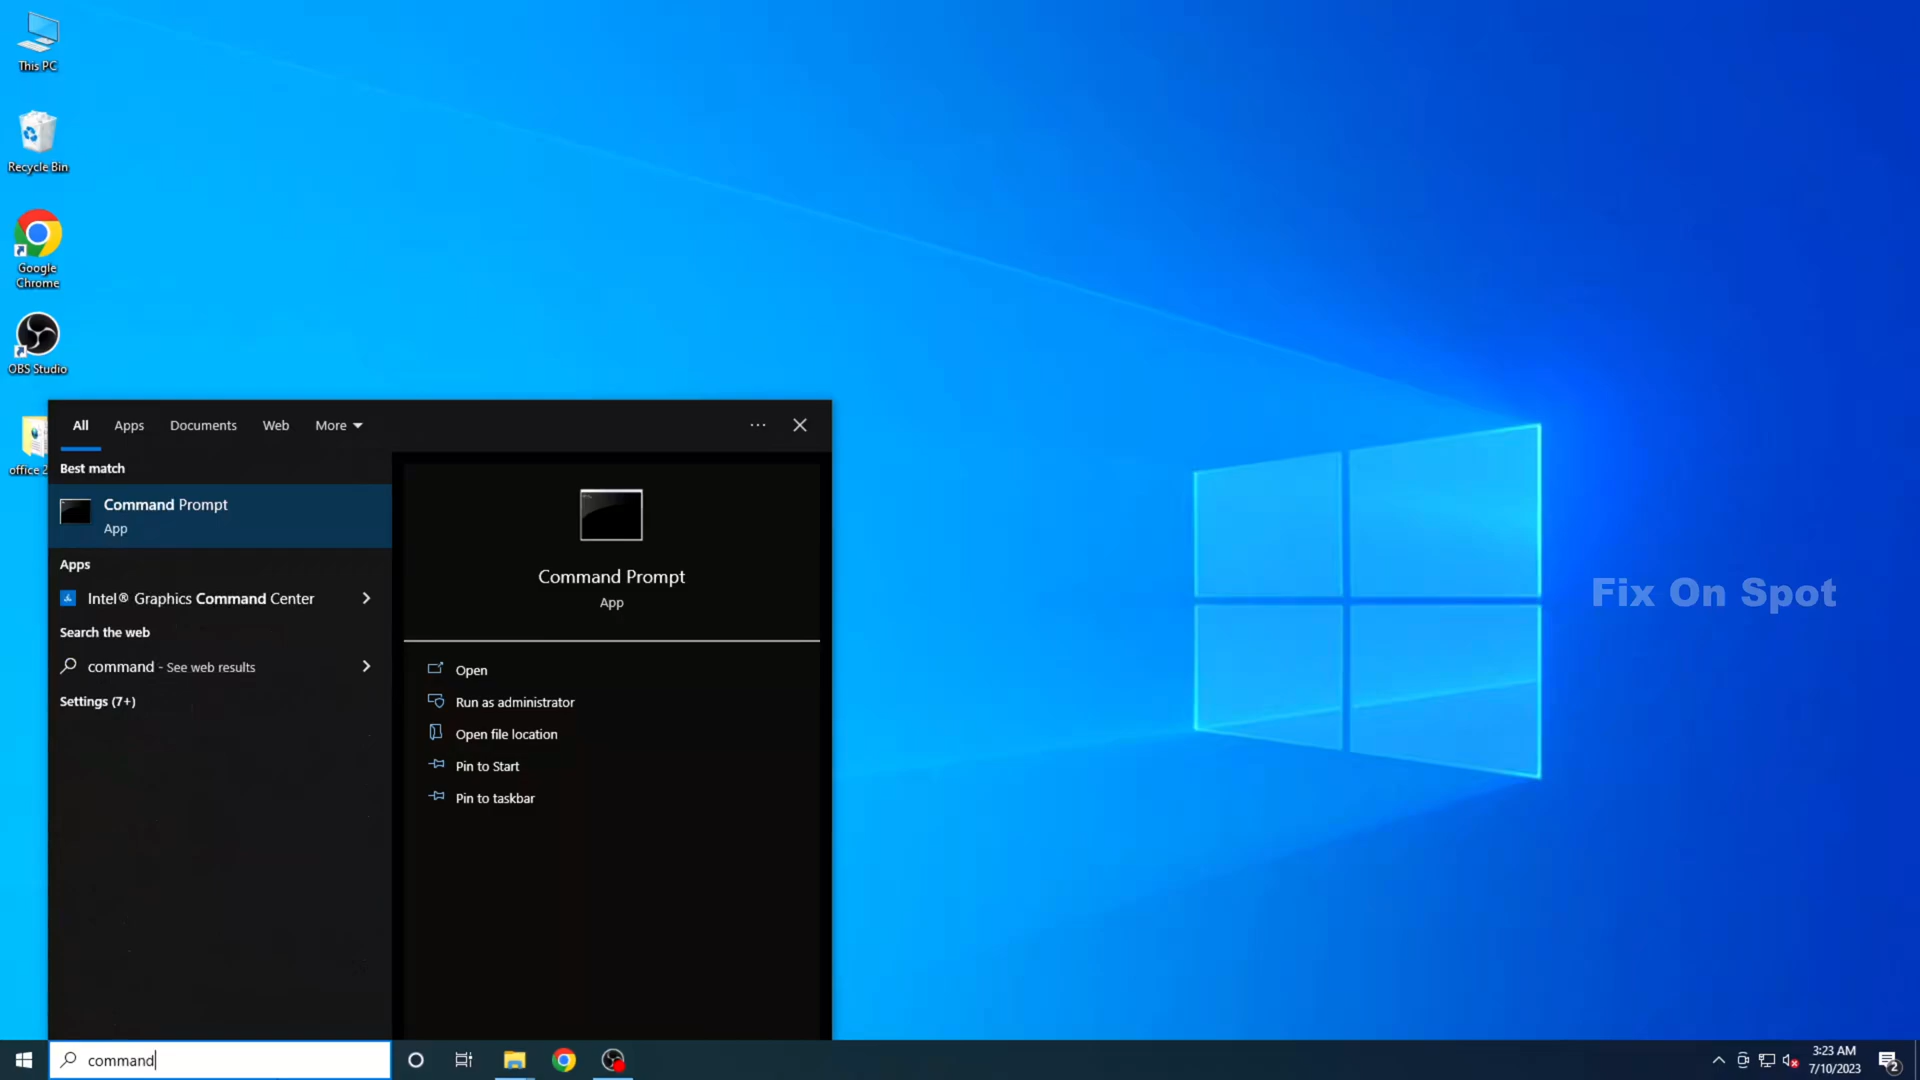 This PC
Recycle Bin
Google
Chrome
OBS Studio
office 2
All Apps Documents Web More
Best match
Command Prompt
App
Apps
Intel® Graphics Command Center
Search the web
command - See web results
Settings (7+)
Command Prompt
App
Open
Run as administrator
Open file location
Pin to Start
Pin to taskbar
Fix On Spot
command
3:23 AM
7/10/2023
2